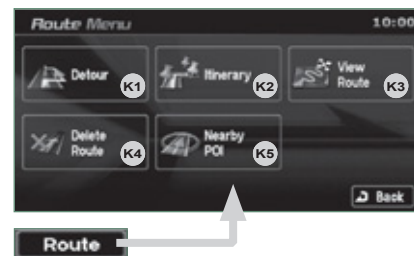 Route Menu 10:00
Detour K1 Itinerary K2 View Route K3
Delete Route K4 Nearby POI K5
Back
Route